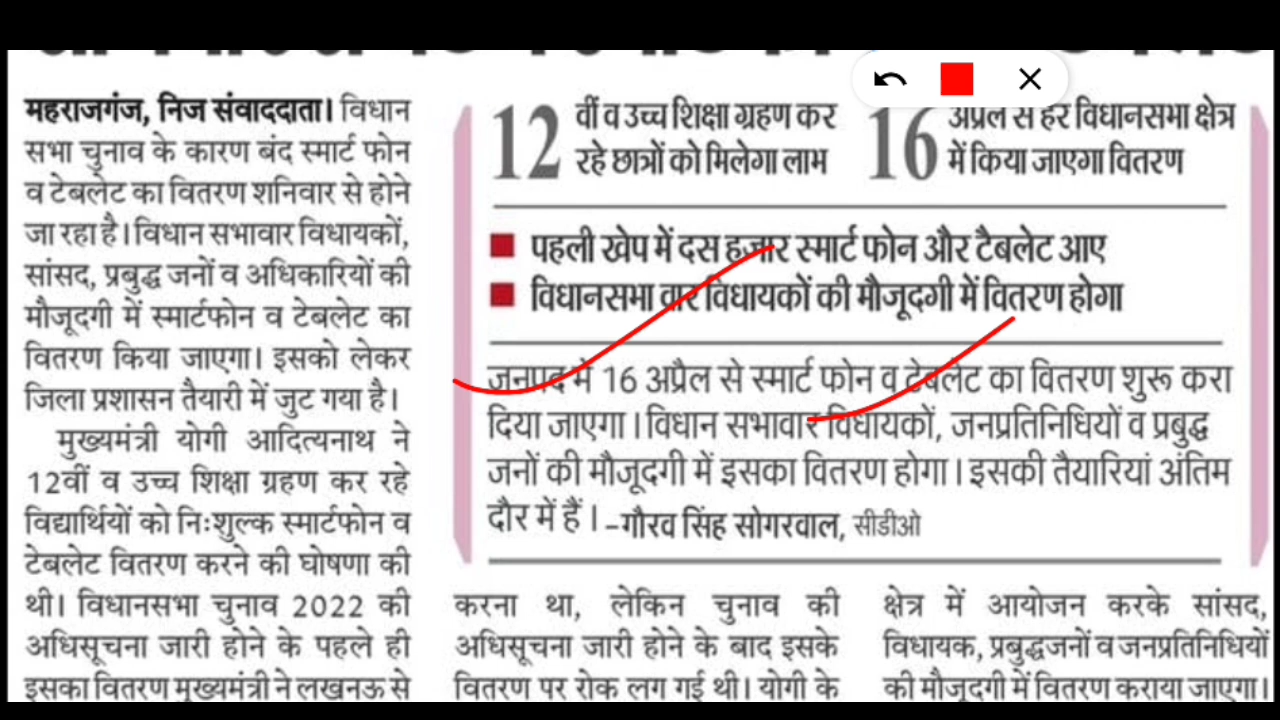 महराजगंज, निज संवाददाता। विधान
सभा चुनाव के कारण बंद स्मार्ट फोन
व टेबलेट का वितरण शनिवार से होने
जा रहा है। विधान सभावार विधायकों,
सांसद, प्रबुद्ध जनों व अधिकारियों की
मौजूदगी में स्मार्टफोन व टेबलेट का
वितरण किया जाएगा। इसको लेकर
जिला प्रशासन तैयारी में जुट गया है।
मुख्यमंत्री योगी आदित्यनाथ ने
12वीं व उच्च शिक्षा ग्रहण कर रहे
विद्यार्थियों को निःशुल्क स्मार्टफोन व
टेबलेट वितरण करने की घोषणा की
थी। विधानसभा चुनाव 2022 की
अधिसूचना जारी होने के पहले ही
इसका वितरण मुख्यमंत्री ने लखनऊ से
12 वीं व उच्च शिक्षा ग्रहण कर
रहे छात्रों को मिलेगा लाभ
16 अप्रैल से हर विधानसभा क्षेत्र
में किया जाएगा वितरण
पहली खेप में दस हजार स्मार्ट फोन और टैबलेट आए
विधानसभा वार विधायकों की मौजूदगी में वितरण होगा
जनपद में 16 अप्रैल से स्मार्ट फोन व टेबलेट का वितरण शुरू करा
दिया जाएगा। विधान सभावार विधायकों, जनप्रतिनिधियों व प्रबुद्ध
जनों की मौजूदगी में इसका वितरण होगा। इसकी तैयारियां अंतिम
दौर में हैं। -गौरव सिंह सोगरवाल, सीडीओ
करना था, लेकिन चुनाव की
अधिसूचना जारी होने के बाद इसके
वितरण पर रोक लग गई थी। योगी के
क्षेत्र में आयोजन करके सांसद,
विधायक, प्रबुद्धजनों व जनप्रतिनिधियों
की मौजूदगी में वितरण कराया जाएगा।